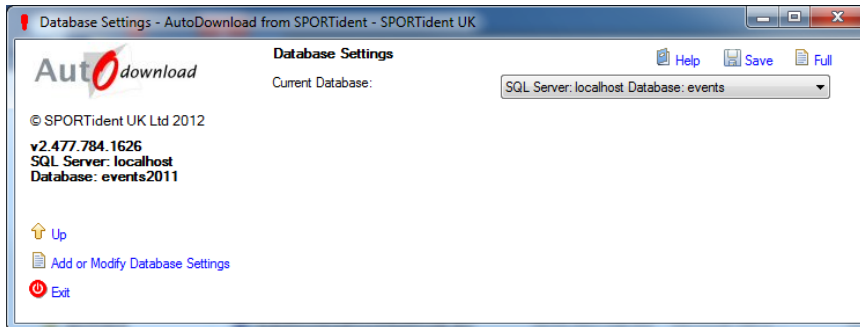 Database Settings - AutoDownload from SPORTident - SPORTident UK
AutOdownload
Database Settings
Help Save Full
Current Database:
SQL Server: localhost Database: events
© SPORTident UK Ltd 2012
v2.477.784.1626
SQL Server: localhost
Database: events2011
Up
Add or Modify Database Settings
Exit